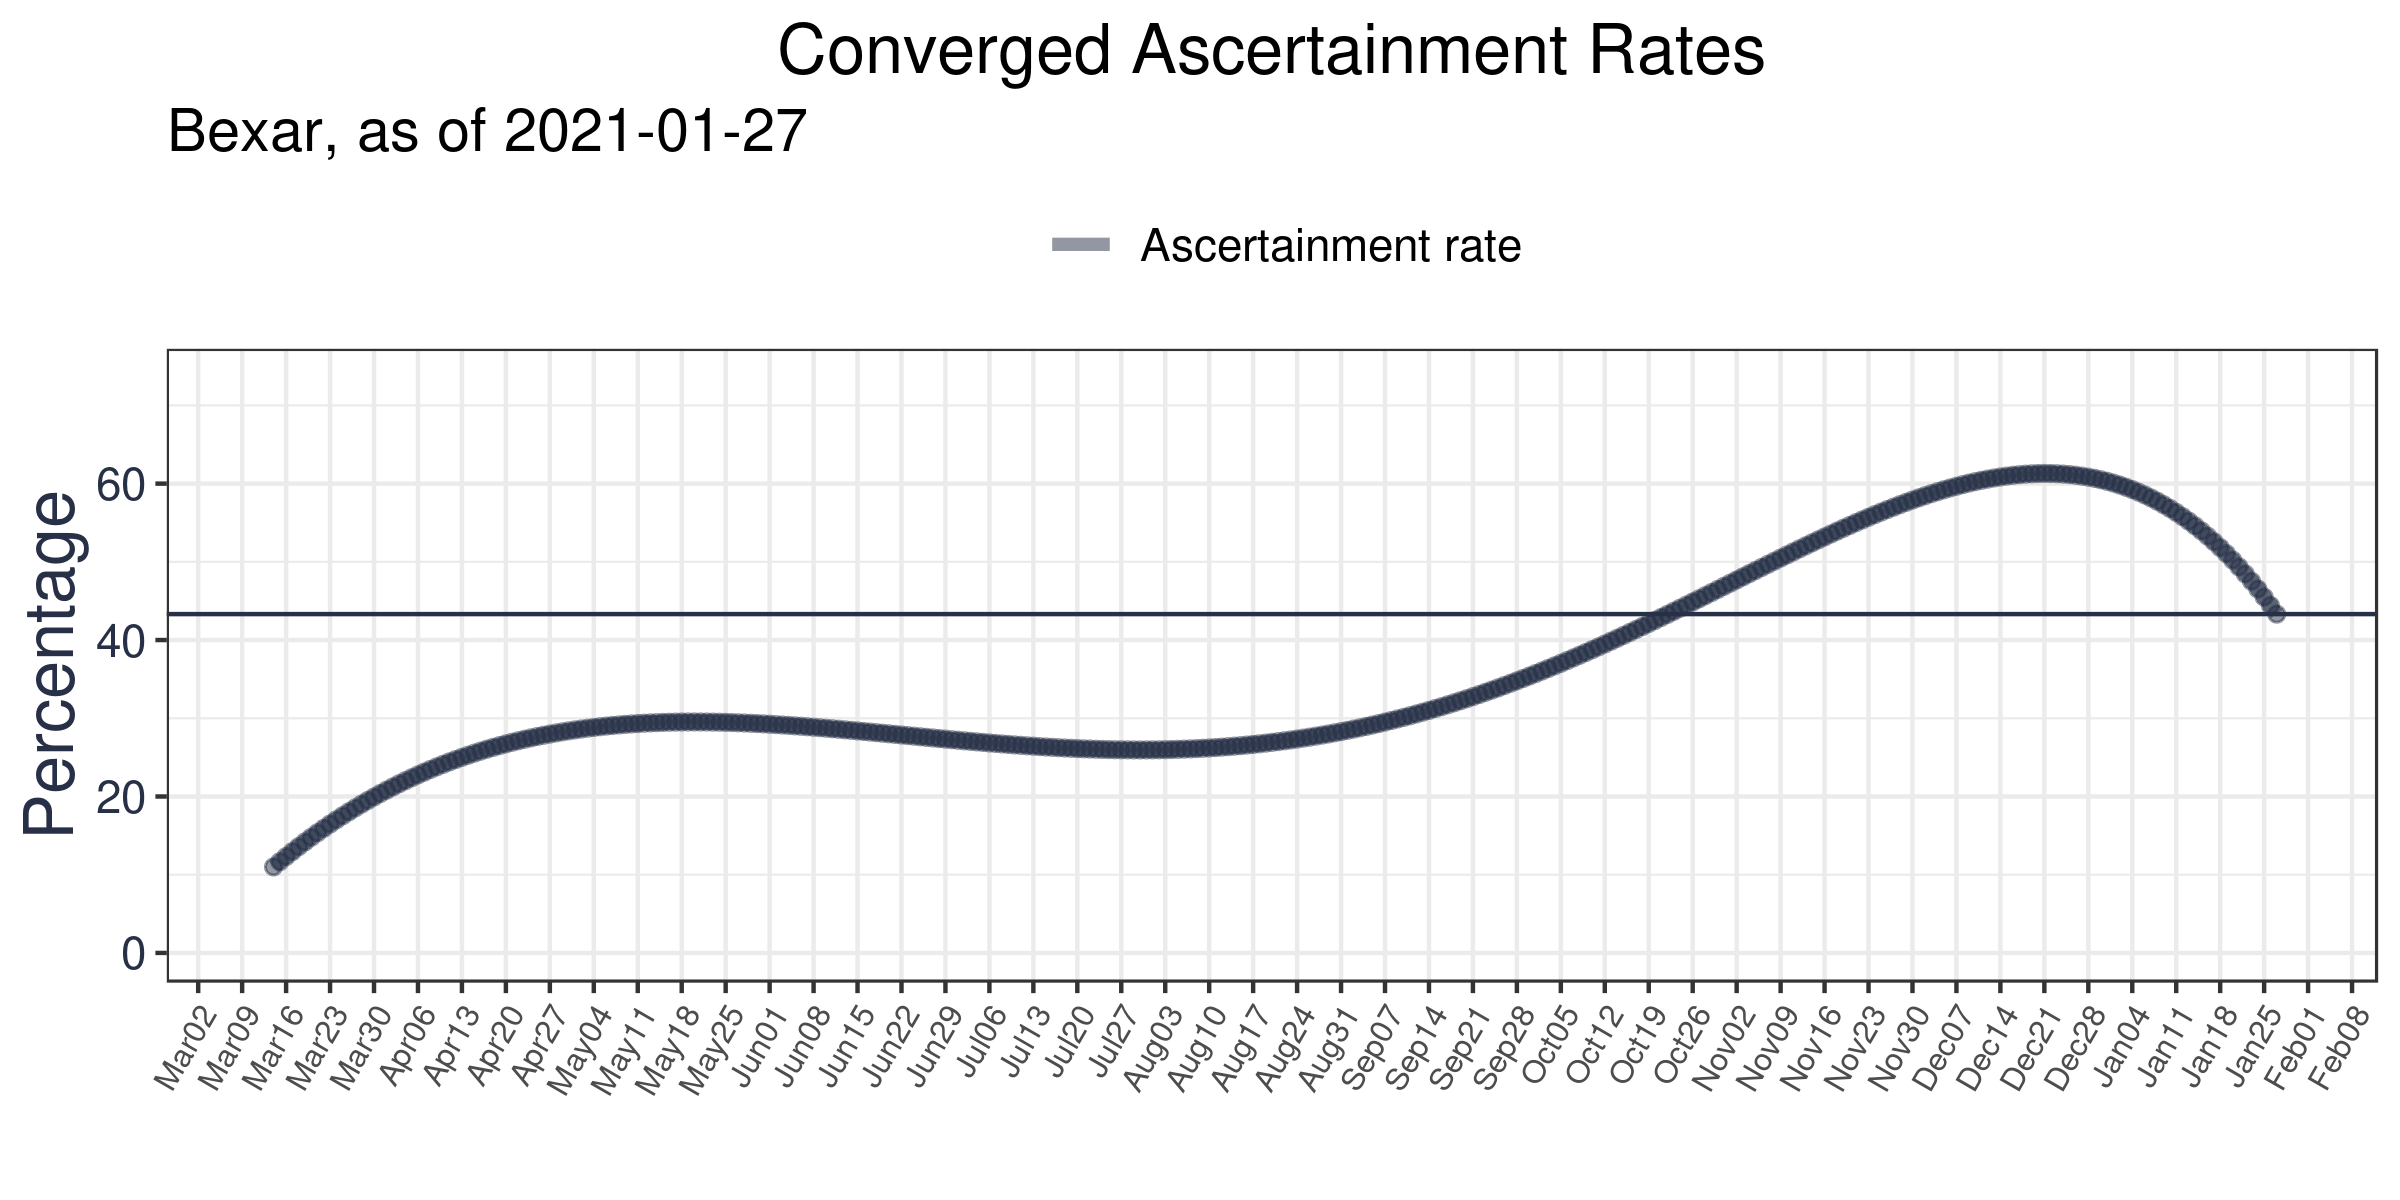 Converged Ascertainment Rates
Bexar, as of 2021-01-27
Ascertainment rate
Percentage
60
40
20
0
Mar02 Mar09 Mar16 Mar23 Mar30 Apr06 Apr13 Apr20 Apr27 May04 May11 May18 May25 Jun01 Jun08 Jun15 Jun22 Jun29 Jul06 Jul13 Jul20 Jul27 Aug03 Aug10 Aug17 Aug24 Aug31 Sep07 Sep14 Sep21 Sep28 Oct05 Oct12 Oct19 Oct26 Nov02 Nov09 Nov16 Nov23 Nov30 Dec07 Dec14 Dec21 Dec28 Jan04 Jan11 Jan18 Jan25 Feb01 Feb08